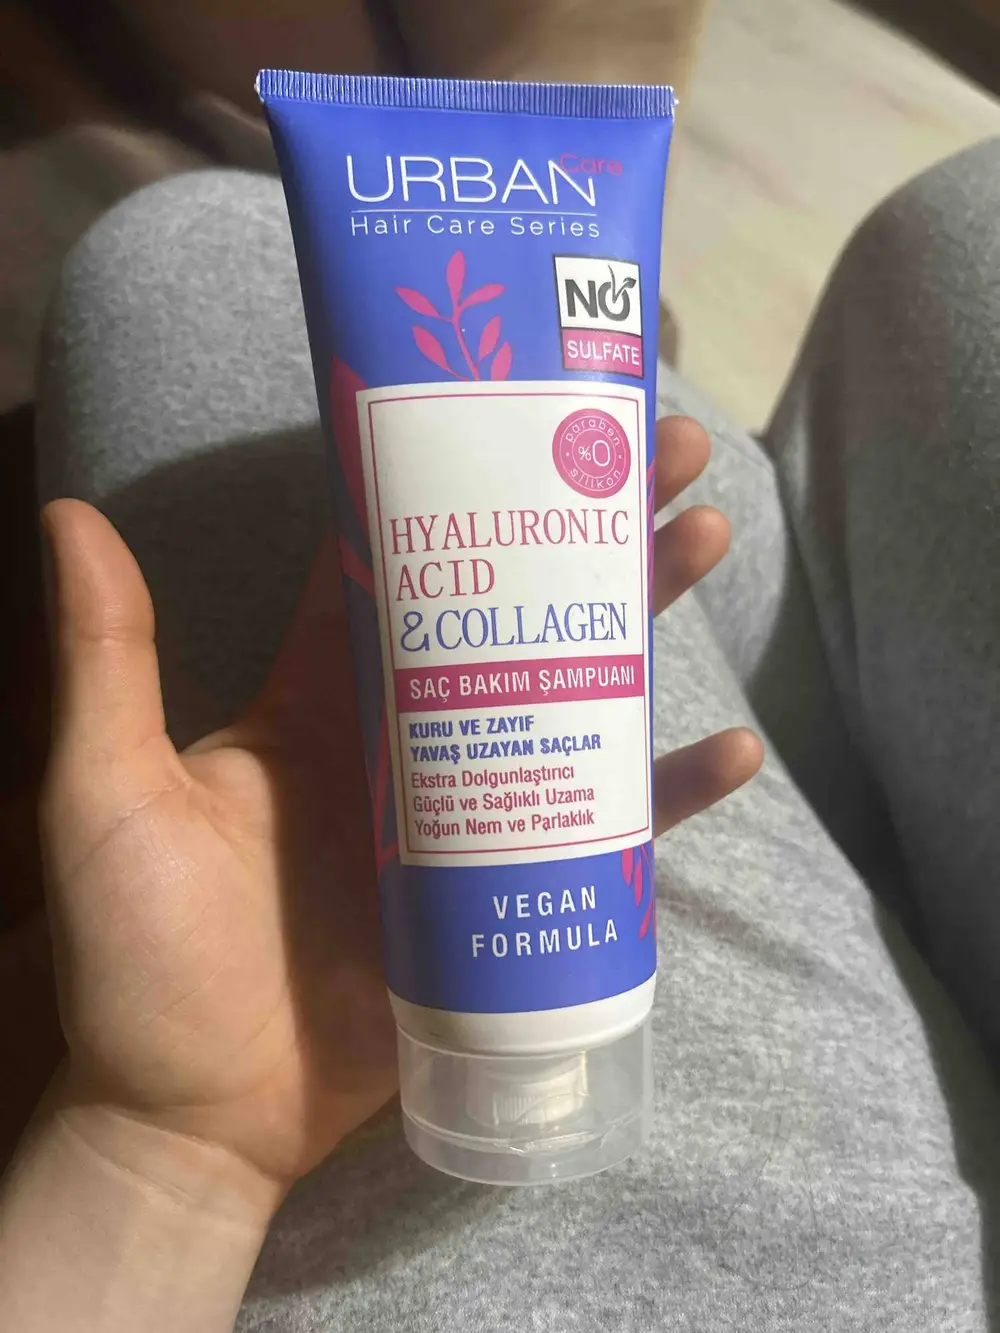 URBAN Care
Hair Care Series
NO
SULFATE
paraben
%0
silikon
HYALURONIC
ACID
& COLLAGEN
SAÇ BAKIM ŞAMPUANI
KURU VE ZAYIF
YAVAŞ UZAYAN SAÇLAR
Ekstra Dolgunlaştırıcı
Güçlü ve Sağlıklı Uzama
Yoğun Nem ve Parlaklık
VEGAN
FORMULA